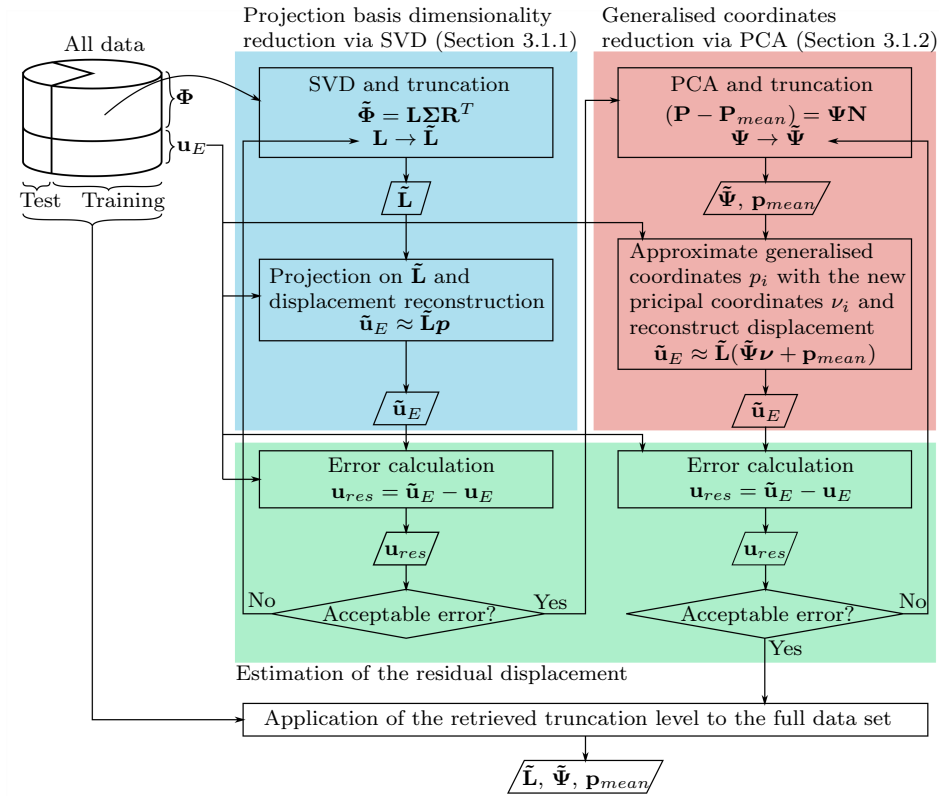 Projection basis dimensionality
reduction via SVD (Section 3.1.1)
Generalised coordinates
reduction via PCA (Section 3.1.2)
All data
Φ
u_E
Test
Training
SVD and truncation
Φ̃ = LΣR^T
L → L̃
L̃
Projection on L̃ and
displacement reconstruction
ũ_E ≈ L̃p
ũ_E
Error calculation
u_res = ũ_E − u_E
u_res
Acceptable error?
No
Yes
PCA and truncation
(P − P_mean) = ΨN
Ψ → Ψ̃
Ψ̃, p_mean
Approximate generalised
coordinates p_i with the new
pricipal coordinates ν_i and
reconstruct displacement
ũ_E ≈ L̃(Ψ̃ν + p_mean)
ũ_E
Error calculation
u_res = ũ_E − u_E
u_res
Acceptable error?
No
Yes
Estimation of the residual displacement
Application of the retrieved truncation level to the full data set
L̃, Ψ̃, p_mean